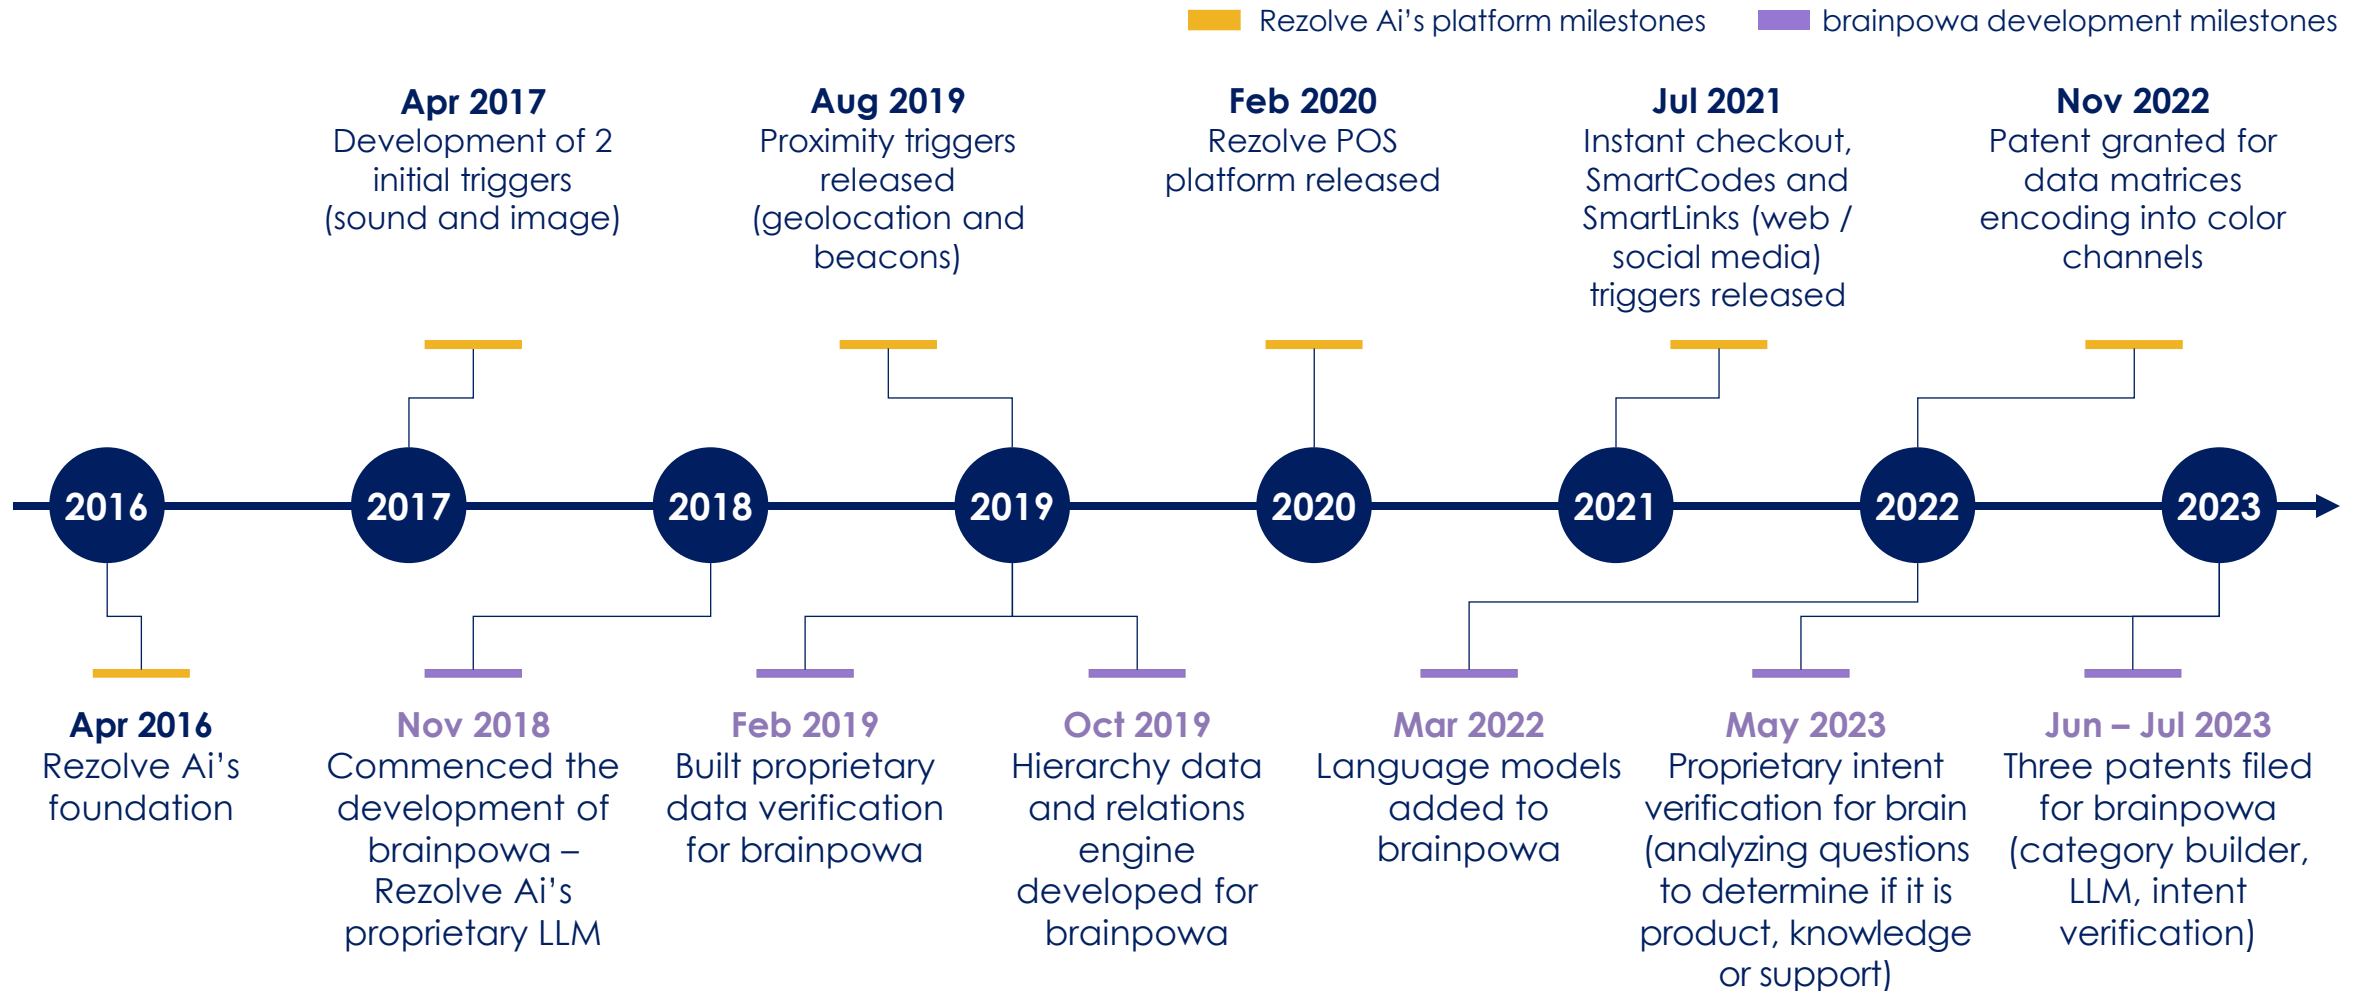 Rezolve Ai's platform milestones
brainpowa development milestones
Apr 2017
Development of 2
initial triggers
(sound and image)
Aug 2019
Proximity triggers
released
(geolocation and
beacons)
Feb 2020
Rezolve POS
platform released
Jul 2021
Instant checkout,
SmartCodes and
SmartLinks (web /
social media)
triggers released
Nov 2022
Patent granted for
data matrices
encoding into color
channels
2016
2017
2018
2019
2020
2021
2022
2023
Apr 2016
Rezolve Ai's
foundation
Nov 2018
Commenced the
development of
brainpowa –
Rezolve Ai's
proprietary LLM
Feb 2019
Built proprietary
data verification
for brainpowa
Oct 2019
Hierarchy data
and relations
engine
developed for
brainpowa
Mar 2022
Language models
added to
brainpowa
May 2023
Proprietary intent
verification for brain
(analyzing questions
to determine if it is
product, knowledge
or support)
Jun – Jul 2023
Three patents filed
for brainpowa
(category builder,
LLM, intent
verification)